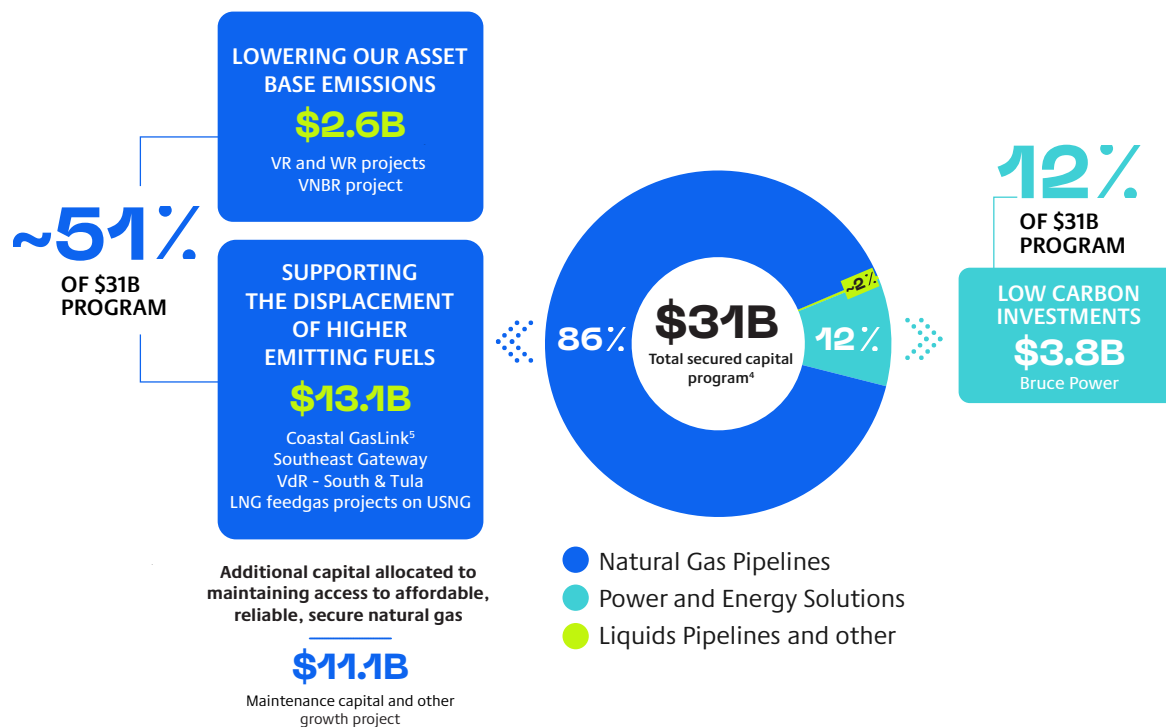 LOWERING OUR ASSET
BASE EMISSIONS
$2.6B
VR and WR projects
VNBR project
~51%
OF $31B
PROGRAM
SUPPORTING
THE DISPLACEMENT
OF HIGHER
EMITTING FUELS
$13.1B
Coastal GasLink⁵
Southeast Gateway
VdR - South & Tula
LNG feedgas projects on USNG
Additional capital allocated to
maintaining access to affordable,
reliable, secure natural gas
$11.1B
Maintenance capital and other
growth project
86%
$31B
Total secured capital
program⁴
~2%
12%
12%
OF $31B
PROGRAM
LOW CARBON
INVESTMENTS
$3.8B
Bruce Power
Natural Gas Pipelines
Power and Energy Solutions
Liquids Pipelines and other